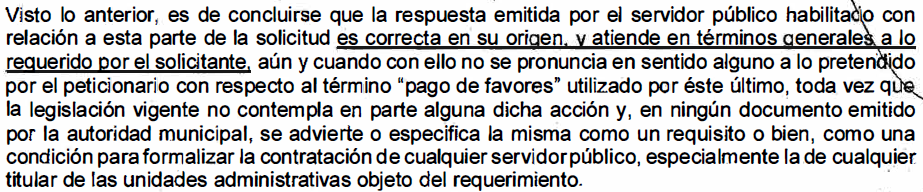 Visto lo anterior, es de concluirse que la respuesta emitida por el servidor público habilitado con
relación a esta parte de la solicitud es correcta en su origen, y atiende en términos generales a lo
requerido por el solicitante, aún y cuando con ello no se pronuncia en sentido alguno a lo pretendido
por el peticionario con respecto al término “pago de favores” utilizado por éste último, toda vez que
la legislación vigente no contempla en parte alguna dicha acción y, en ningún documento emitido
por la autoridad municipal, se advierte o especifica la misma como un requisito o bien, como una
condición para formalizar la contratación de cualquier servidor público, especialmente la de cualquier
titular de las unidades administrativas objeto del requerimiento.